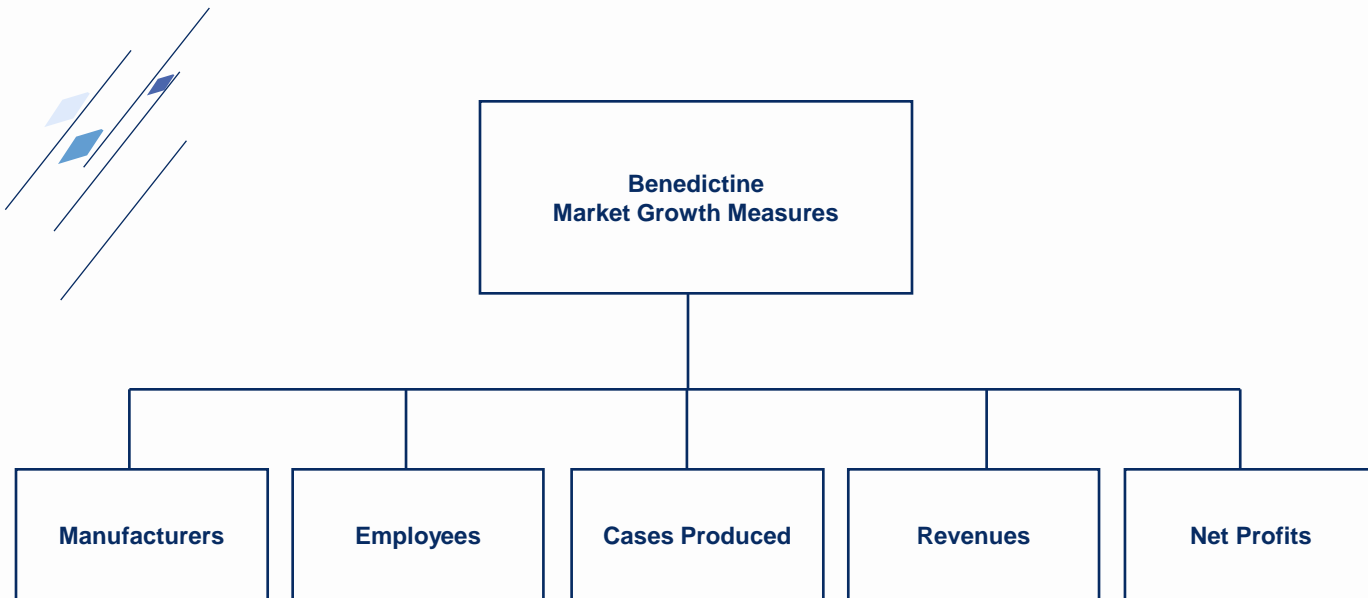 Benedictine
Market Growth Measures
Manufacturers
Employees
Cases Produced
Revenues
Net Profits